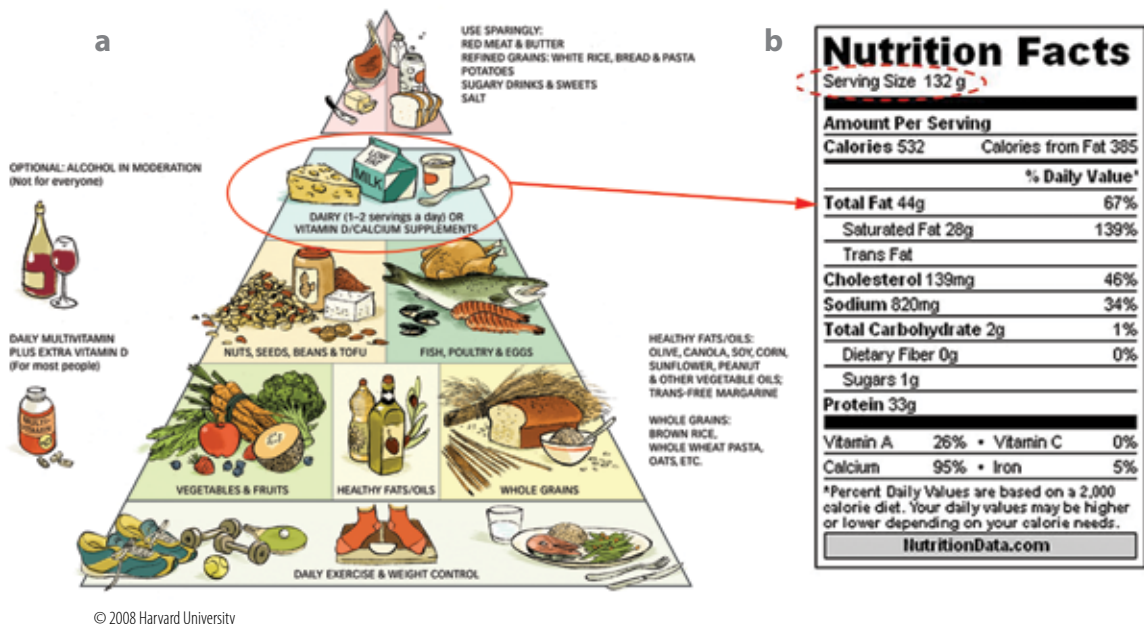 a
USE SPARINGLY:
RED MEAT & BUTTER
REFINED GRAINS: WHITE RICE, BREAD & PASTA
POTATOES
SUGARY DRINKS & SWEETS
SALT
OPTIONAL: ALCOHOL IN MODERATION
(Not for everyone)
LOW
FAT
MILK
DAIRY (1–2 servings a day) OR
VITAMIN D/CALCIUM SUPPLEMENTS
DAILY MULTIVITAMIN
PLUS EXTRA VITAMIN D
(For most people)
MULTI-
VITAMIN
NUTS, SEEDS, BEANS & TOFU
FISH, POULTRY & EGGS
HEALTHY FATS/OILS:
OLIVE, CANOLA, SOY, CORN,
SUNFLOWER, PEANUT
& OTHER VEGETABLE OILS;
TRANS-FREE MARGARINE
WHOLE GRAINS:
BROWN RICE,
WHOLE WHEAT PASTA,
OATS, ETC.
VEGETABLES & FRUITS
HEALTHY FATS/OILS
WHOLE GRAINS
DAILY EXERCISE & WEIGHT CONTROL
© 2008 Harvard University
b
Nutrition Facts
Serving Size 132 g
Amount Per Serving
Calories 532 Calories from Fat 385
% Daily Value*
Total Fat 44g 67%
Saturated Fat 28g 139%
Trans Fat
Cholesterol 139mg 46%
Sodium 820mg 34%
Total Carbohydrate 2g 1%
Dietary Fiber 0g 0%
Sugars 1g
Protein 33g
Vitamin A 26% • Vitamin C 0%
Calcium 95% • Iron 5%
*Percent Daily Values are based on a 2,000
calorie diet. Your daily values may be higher
or lower depending on your calorie needs.
NutritionData.com